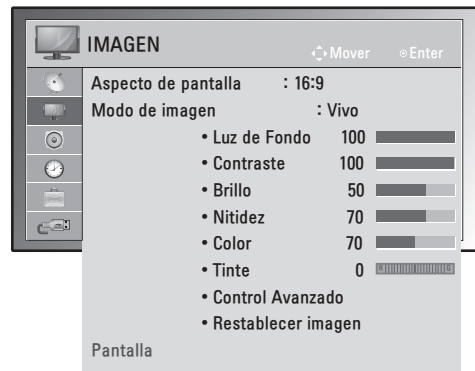 IMAGEN
Mover Enter
Aspecto de pantalla : 16:9
Modo de imagen : Vivo
• Luz de Fondo 100
• Contraste 100
• Brillo 50
• Nitidez 70
• Color 70
• Tinte 0 R G
• Control Avanzado
• Restablecer imagen
Pantalla